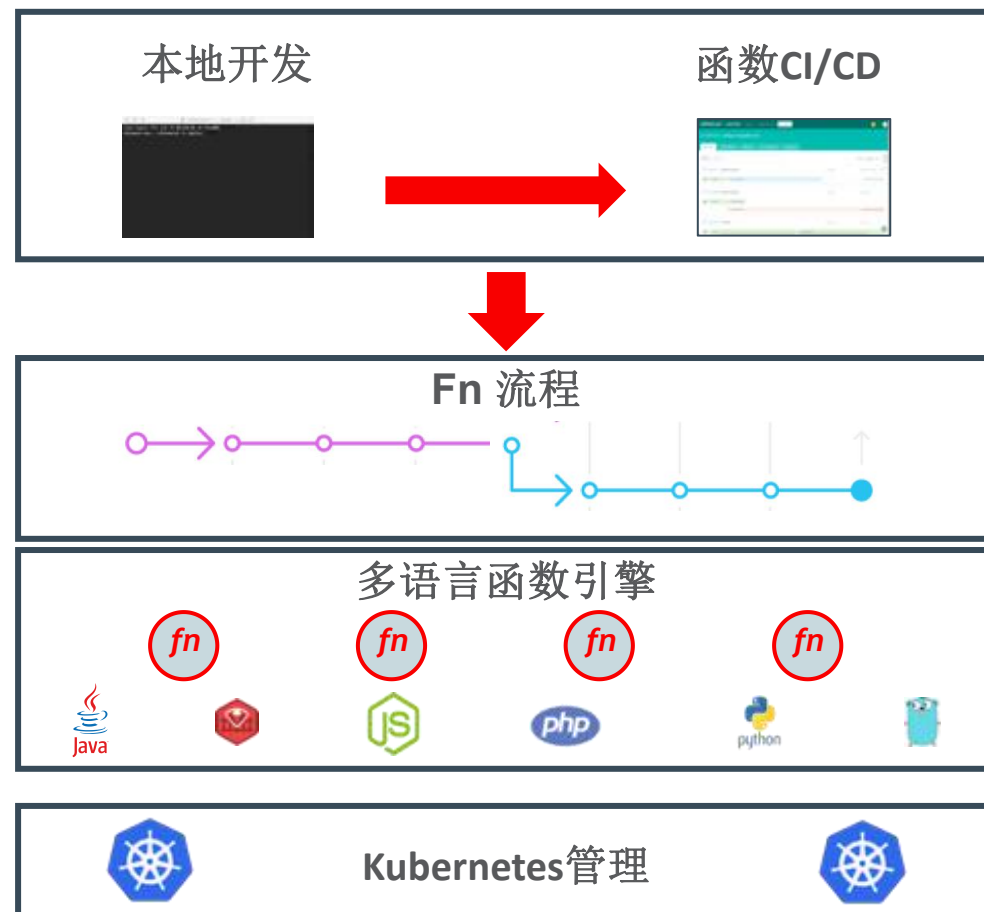 本地开发
函数CI/CD
Fn 流程
多语言函数引擎
fn
fn
fn
fn
Java
JS
php
python
Kubernetes管理